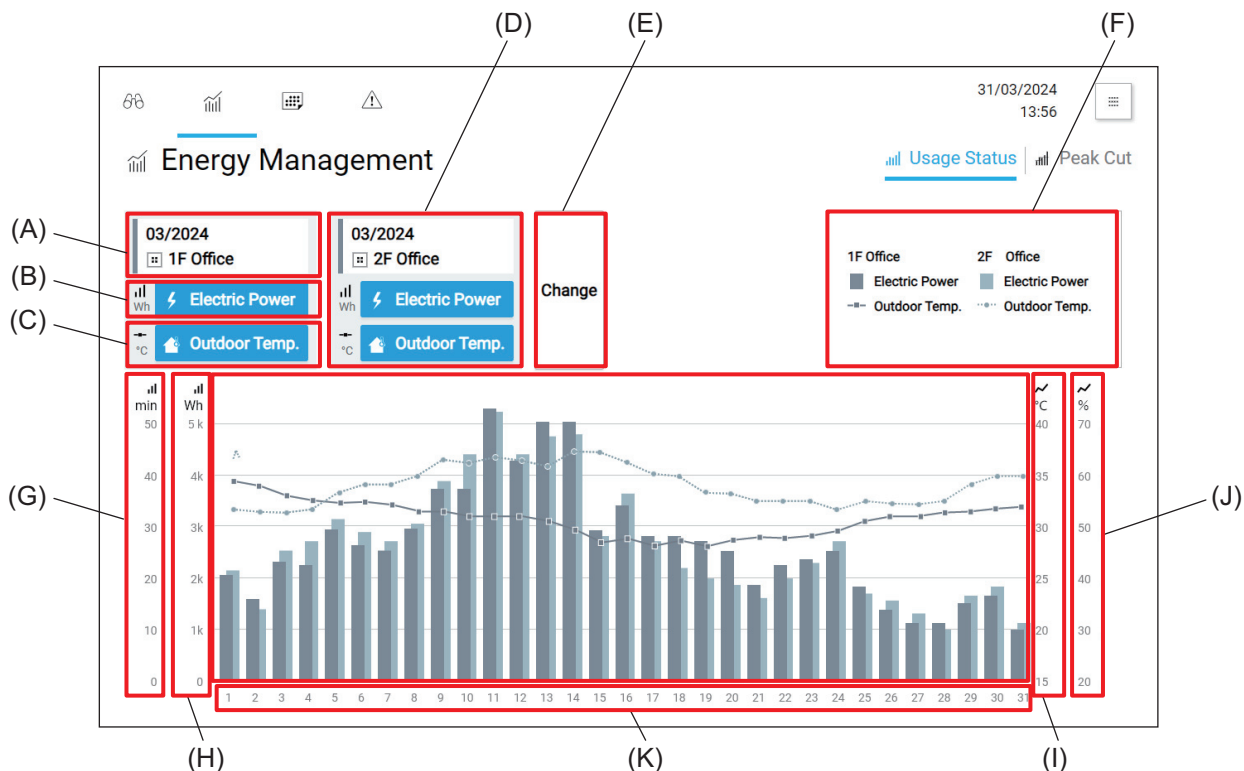 (D) (E) (F)
31/03/2024
13:56
Energy Management
Usage Status Peak Cut
(A)
03/2024
1F Office
03/2024
2F Office
Change
1F Office 2F Office
Electric Power Electric Power
Outdoor Temp. Outdoor Temp.
(B)
Wh Electric Power
Wh Electric Power
(C)
°C Outdoor Temp.
°C Outdoor Temp.
min Wh °C %
50 5 k 40 70
40 4k 35 60
(G) (J)
30 3k 30 50
20 2k 25 40
10 1k 20 30
0 0 15 20
1 2 3 4 5 6 7 8 9 10 11 12 13 14 15 16 17 18 19 20 21 22 23 24 25 26 27 28 29 30 31
(H) (K) (I)